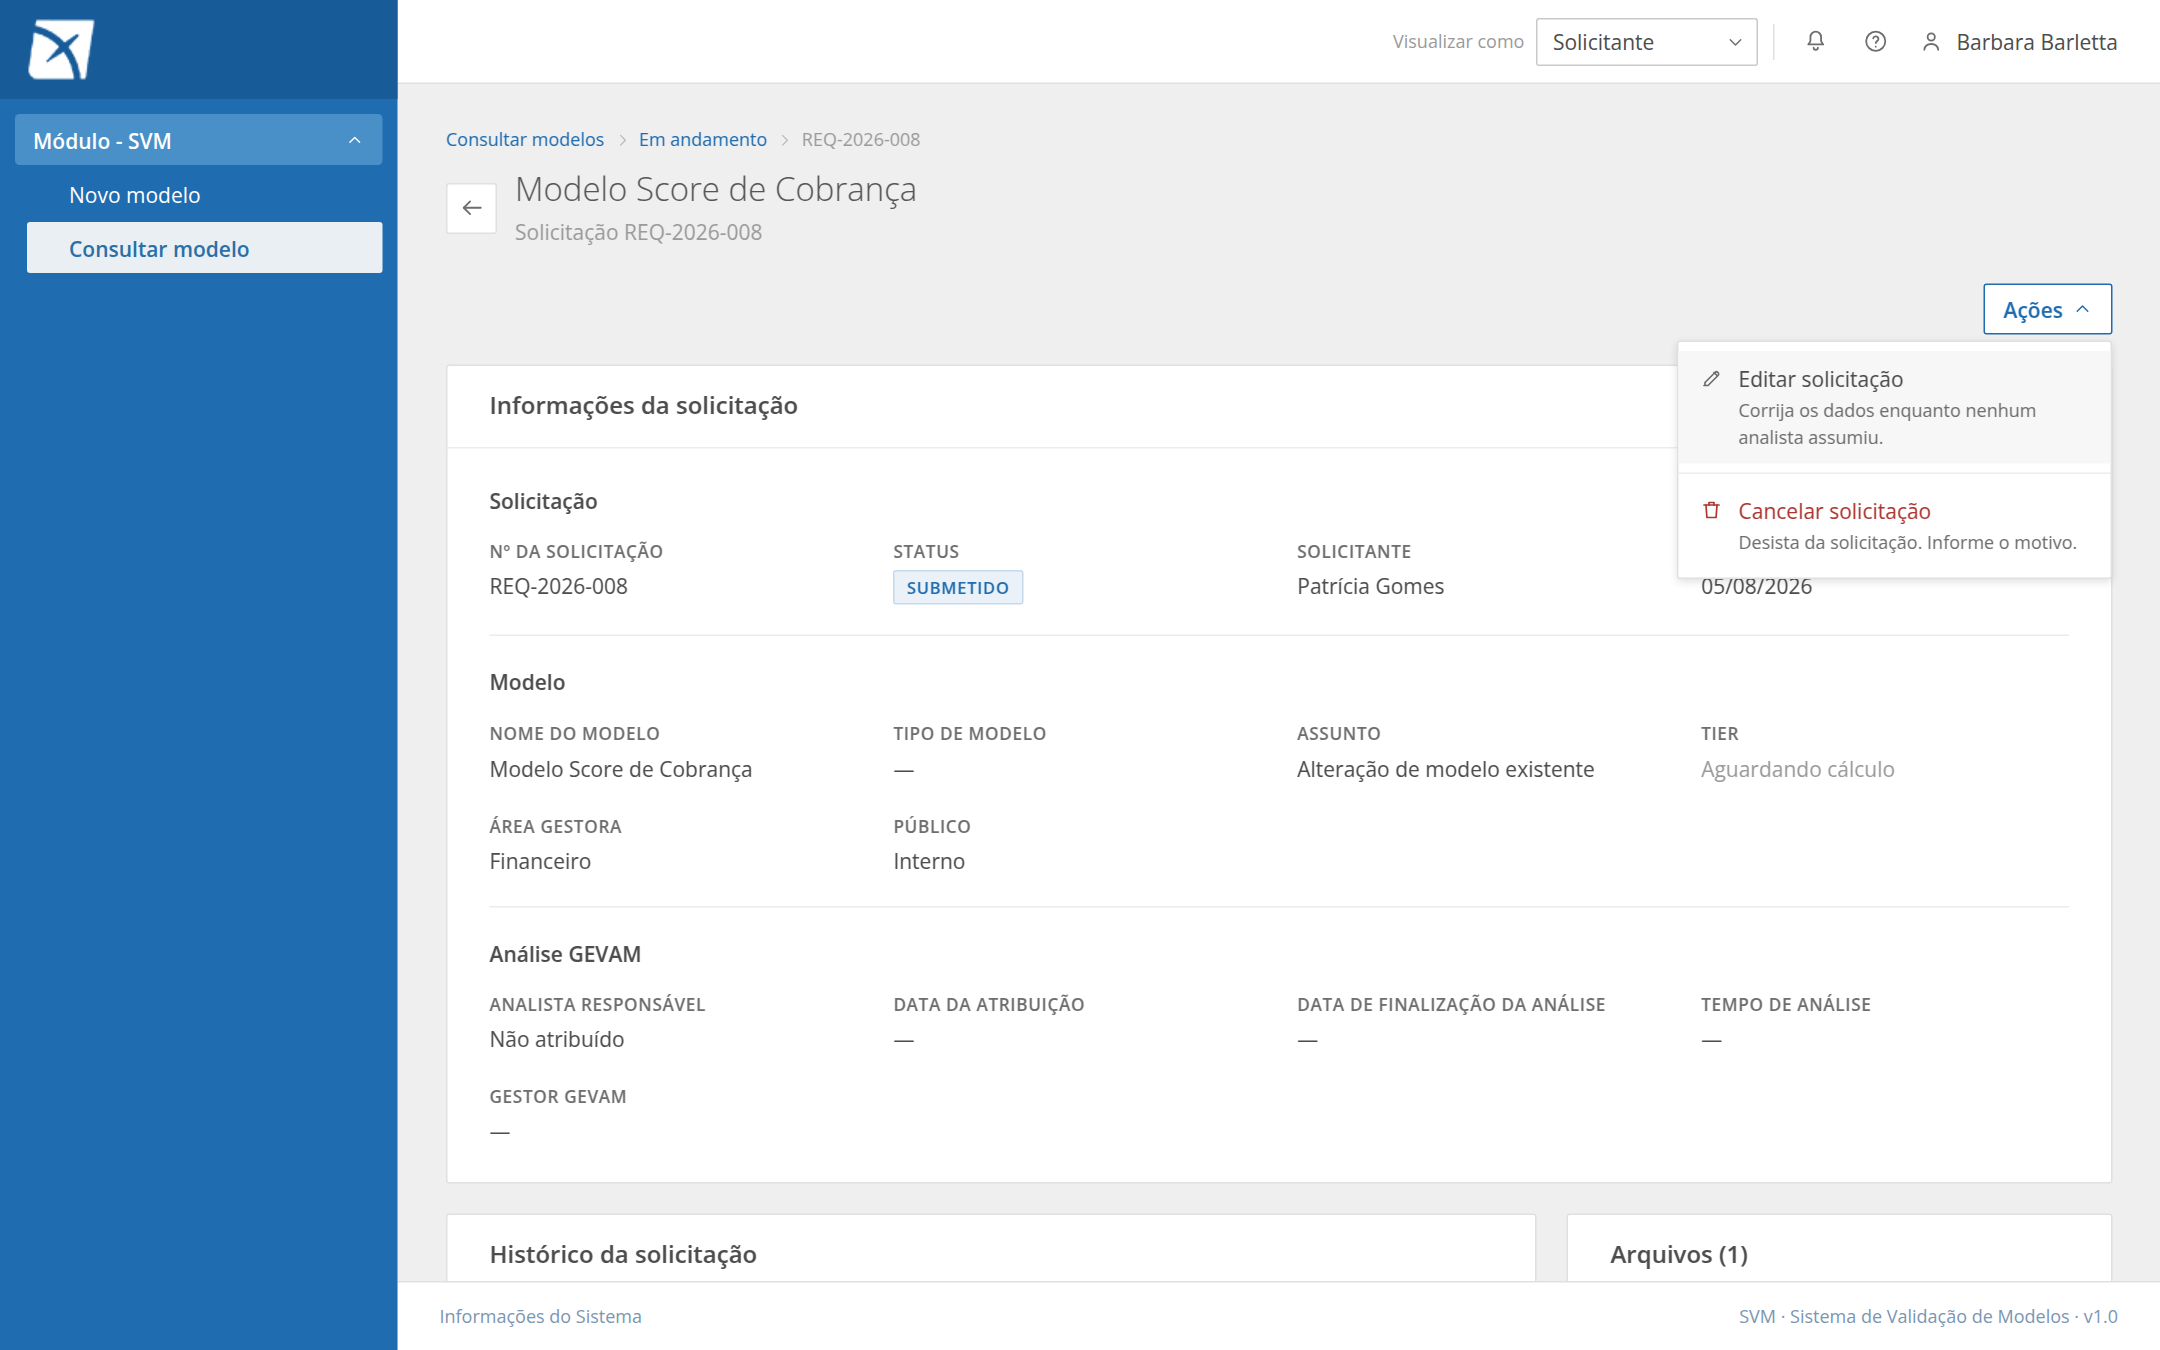 Visualizar como
Solicitante
Barbara Barletta
Módulo - SVM
Novo modelo
Consultar modelo
Consultar modelos
Em andamento
REQ-2026-008
Modelo Score de Cobrança
Solicitação REQ-2026-008
Ações
Editar solicitação
Corrija os dados enquanto nenhum
analista assumiu.
Cancelar solicitação
Desista da solicitação. Informe o motivo.
Informações da solicitação
Solicitação
Nº DA SOLICITAÇÃO
REQ-2026-008
STATUS
SUBMETIDO
SOLICITANTE
Patrícia Gomes
05/08/2026
Modelo
NOME DO MODELO
Modelo Score de Cobrança
TIPO DE MODELO
—
ASSUNTO
Alteração de modelo existente
TIER
Aguardando cálculo
ÁREA GESTORA
Financeiro
PÚBLICO
Interno
Análise GEVAM
ANALISTA RESPONSÁVEL
Não atribuído
DATA DA ATRIBUIÇÃO
—
DATA DE FINALIZAÇÃO DA ANÁLISE
—
TEMPO DE ANÁLISE
—
GESTOR GEVAM
—
Histórico da solicitação
Arquivos (1)
Informações do Sistema
SVM · Sistema de Validação de Modelos · v1.0